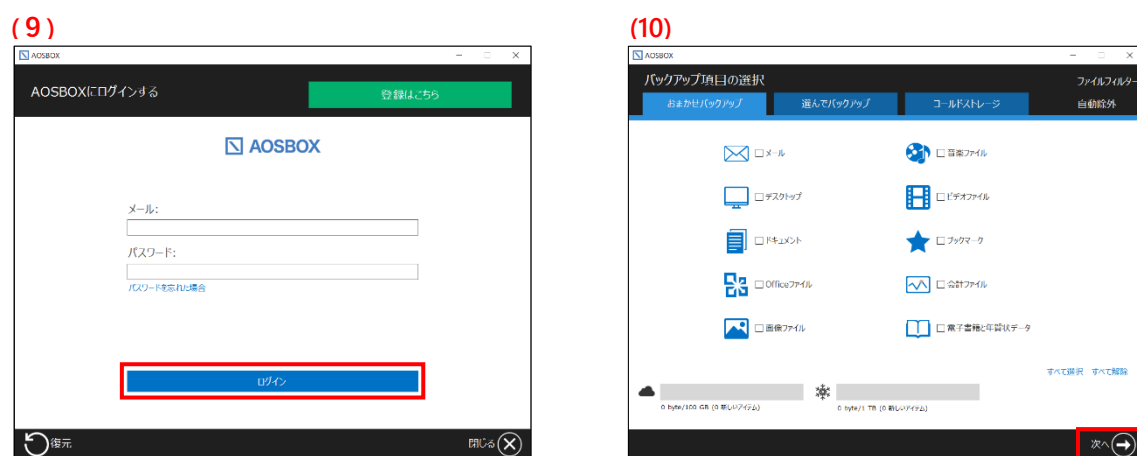 (9)
AOSBOX
AOSBOXにログインする
登録はこちら
AOSBOX
メール:
パスワード:
パスワードを忘れた場合
ログイン
復元
閉じる
(10)
AOSBOX
バックアップ項目の選択
ファイルフィルター
おまかせバックアップ
選んでバックアップ
コールドストレージ
自動除外
メール
音楽ファイル
デスクトップ
ビデオファイル
ドキュメント
ブックマーク
Officeファイル
会計ファイル
画像ファイル
電子書籍と年賀状データ
すべて選択 すべて解除
0 byte/100 GB (0 新しいアイテム)
0 byte/1 TB (0 新しいアイテム)
次へ